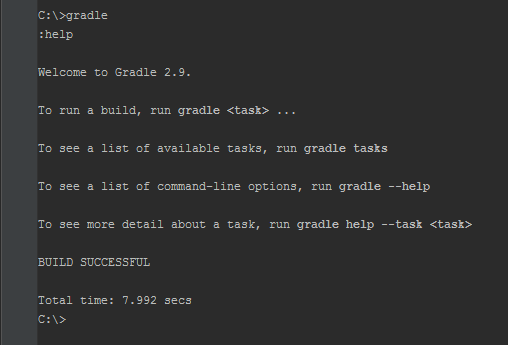 C:\>gradle
:help
Welcome to Gradle 2.9.
To run a build, run gradle <task> ...
To see a list of available tasks, run gradle tasks
To see a list of command-line options, run gradle --help
To see more detail about a task, run gradle help --task <task>
BUILD SUCCESSFUL
Total time: 7.992 secs
C:\>